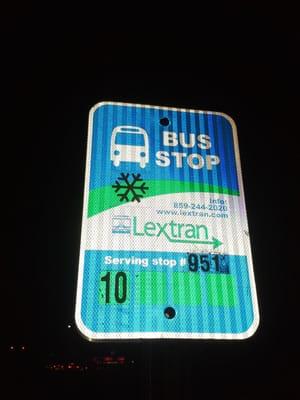 BUS
STOP
Info:
859-244-2020
www.lextran.com
Lextran
Serving stop # 951
10